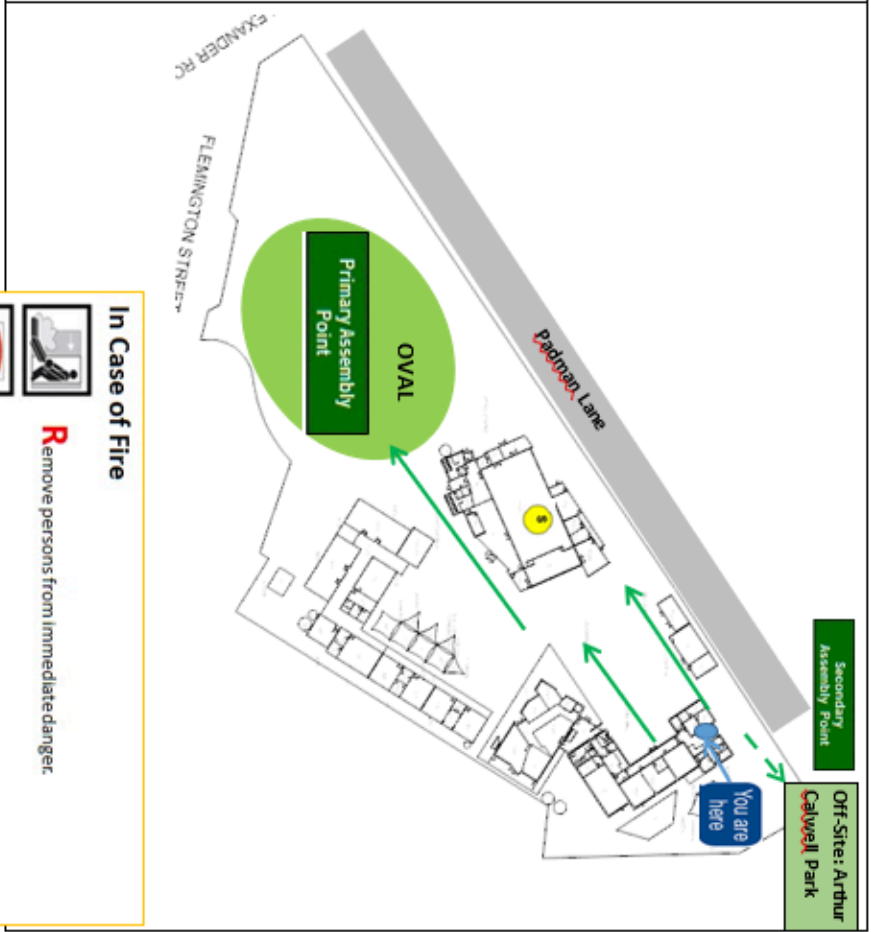 Secondary
Assembly Point
Off-Site: Arthur
Calwell Park
You are
here
Padman Lane
$
OVAL
Primary Assembly
Point
FLEMINGTON STREET
In Case of Fire
Remove persons from immediate danger.